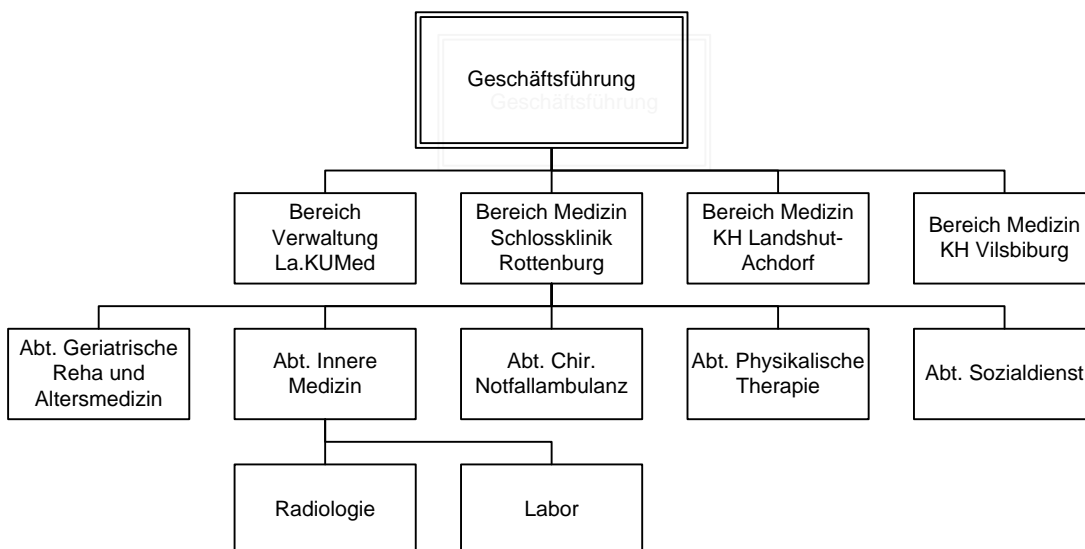 Geschäftsführung
Geschäftsführung
Bereich
Verwaltung
La.KUMed
Bereich Medizin
Schlossklinik
Rottenburg
Bereich Medizin
KH Landshut-
Achdorf
Bereich Medizin
KH Vilsbiburg
Abt. Geriatrische
Reha und
Altersmedizin
Abt. Innere
Medizin
Abt. Chir.
Notfallambulanz
Abt. Physikalische
Therapie
Abt. Sozialdienst
Radiologie
Labor